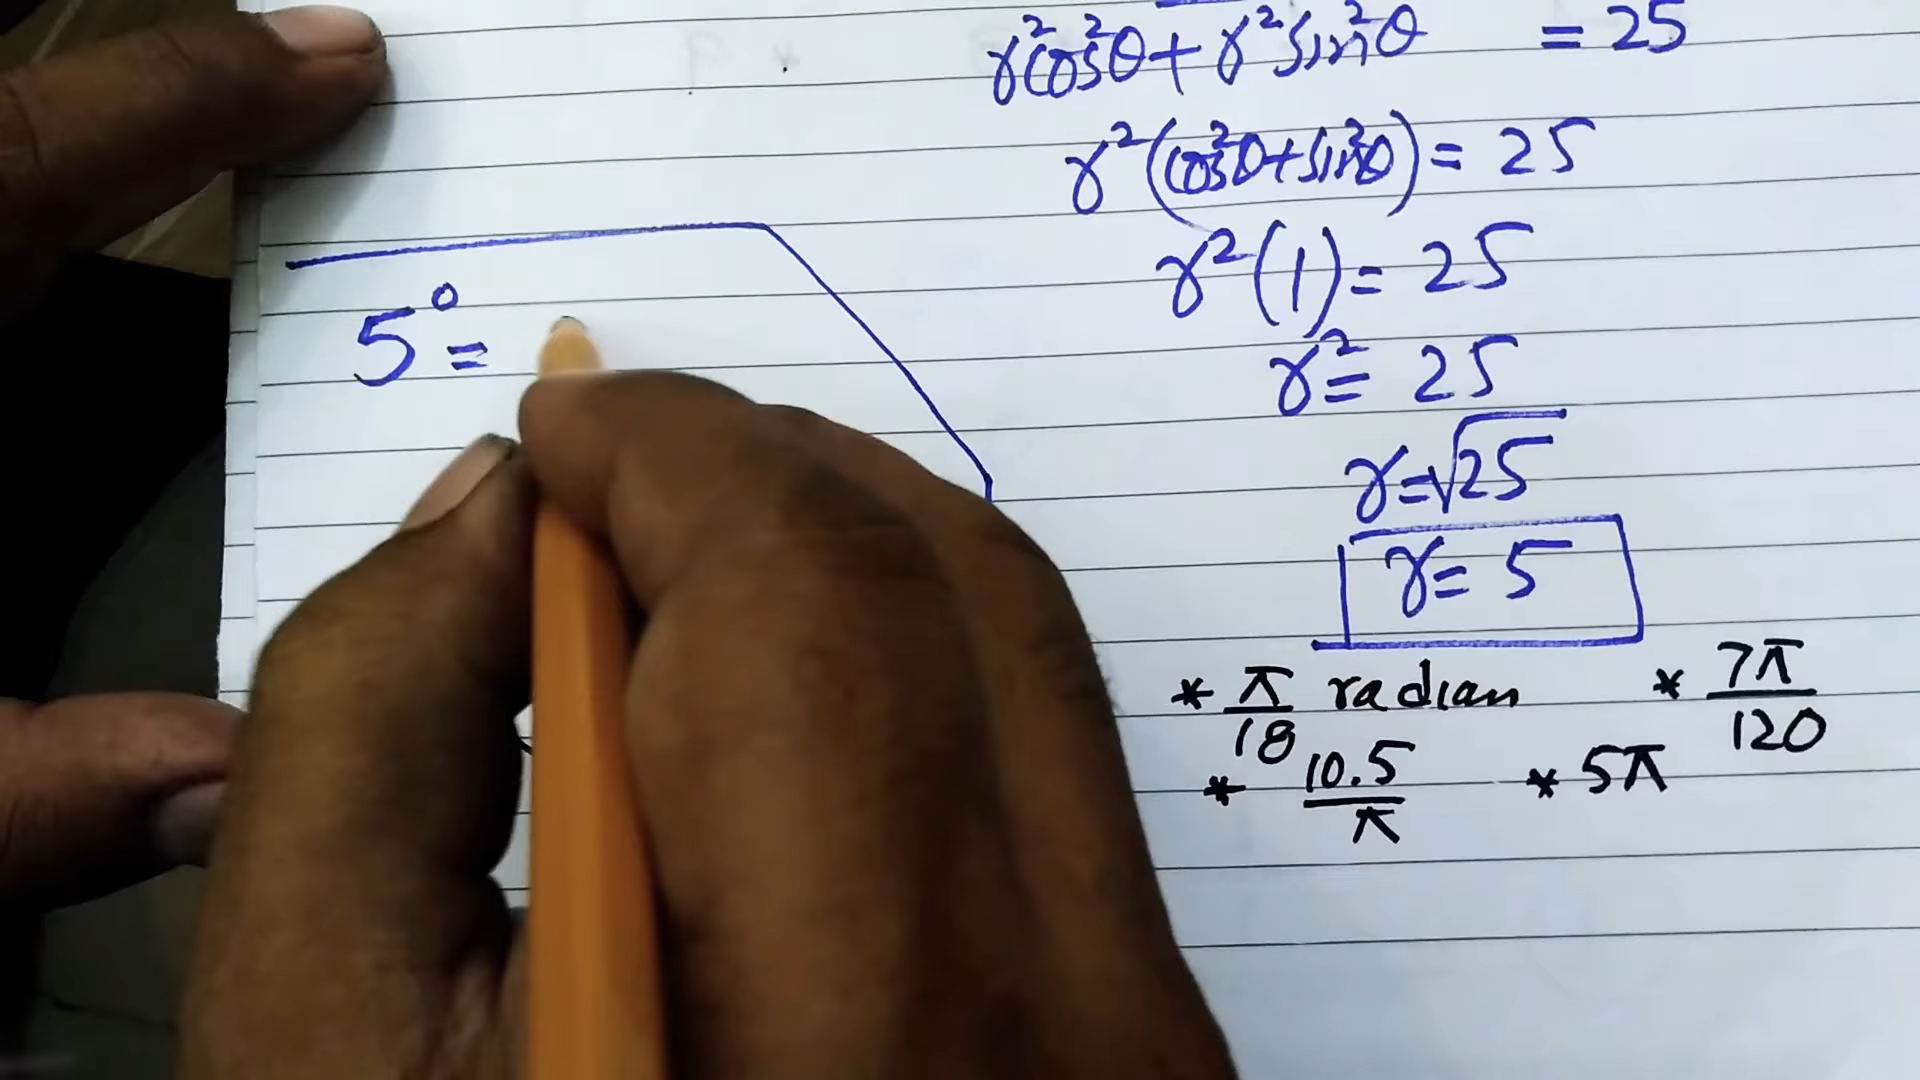 r²cos²θ + r²sin²θ = 25
r²(cos²θ+sin²θ) = 25
r²(1) = 25
5° =
r² = 25
r = √25
r = 5
* π/18 radian * 7π/120
* 10.5/π * 5π